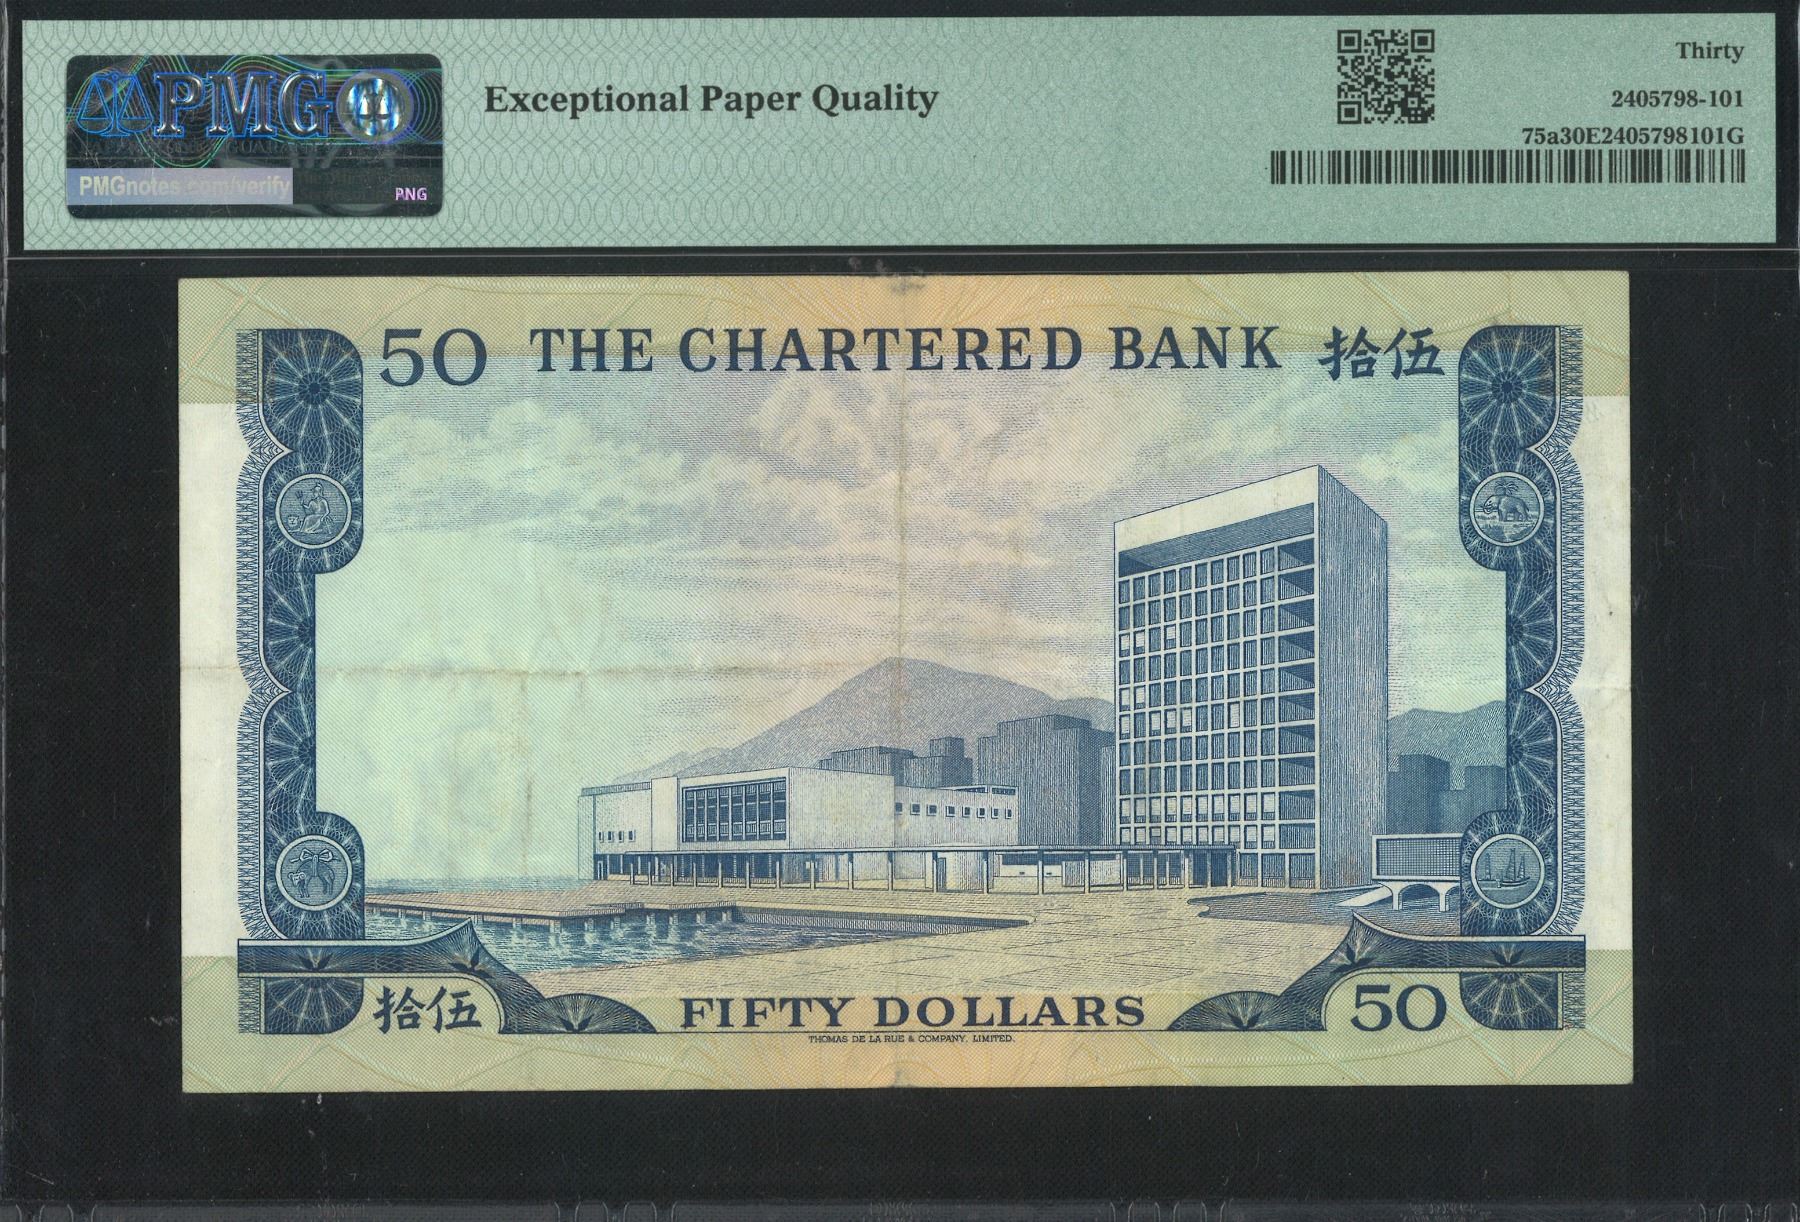 PMG
PMGnotes.com/verify
PNG
Exceptional Paper Quality
Thirty
2405798-101
75a30E2405798101G
50 THE CHARTERED BANK 拾伍
拾伍 FIFTY DOLLARS 50
THOMAS DE LA RUE & COMPANY, LIMITED.